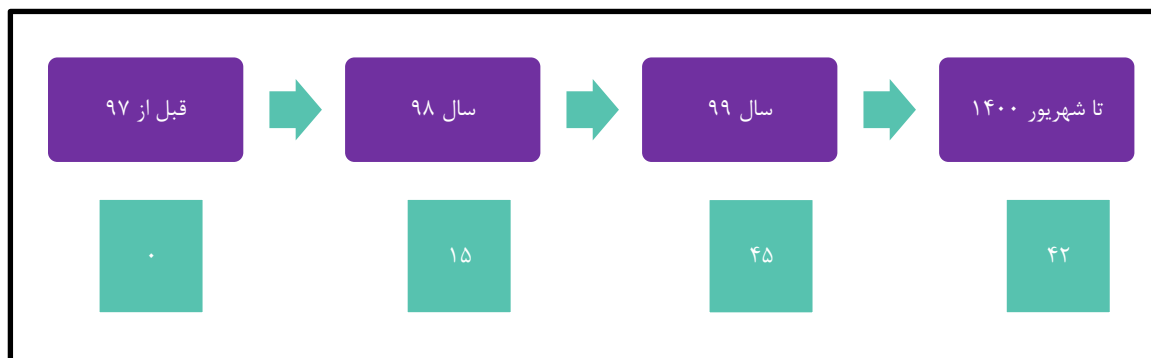 قبل از ۹۷
سال ۹۸
سال ۹۹
تا شهریور ۱۴۰۰
۰
۱۵
۴۵
۴۲